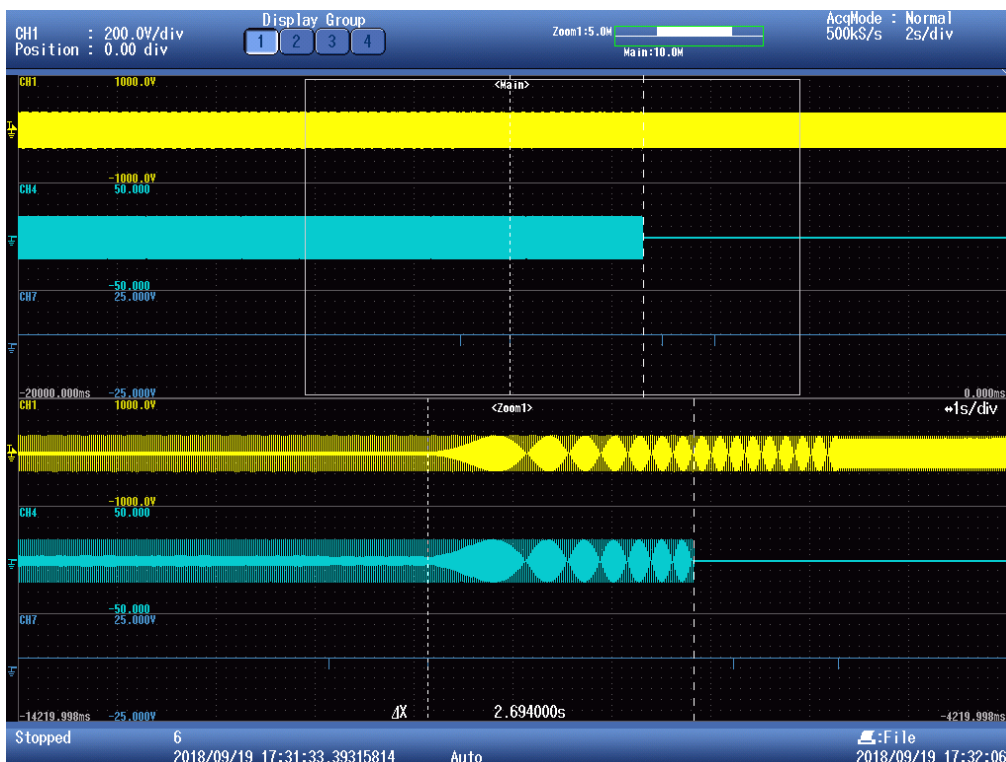 Display Group
CH1 : 200.0V/div
Position : 0.00 div
1 2 3 4
Zoom1:5.0M
Main:10.0M
AcqMode : Normal
500kS/s 2s/div
CH1 1000.0V
<Main>
-1000.0V
CH4 50.000
-50.000
CH7 25.000V
-20000.000ms -25.000V 0.000ms
CH1 1000.0V
<Zoom1>
↔1s/div
-1000.0V
CH4 50.000
-50.000
CH7 25.000V
⊿X 2.694000s
-14219.998ms -25.000V -4219.998ms
Stopped 6
2018/09/19 17:31:33.39315814 Auto
:File
2018/09/19 17:32:06